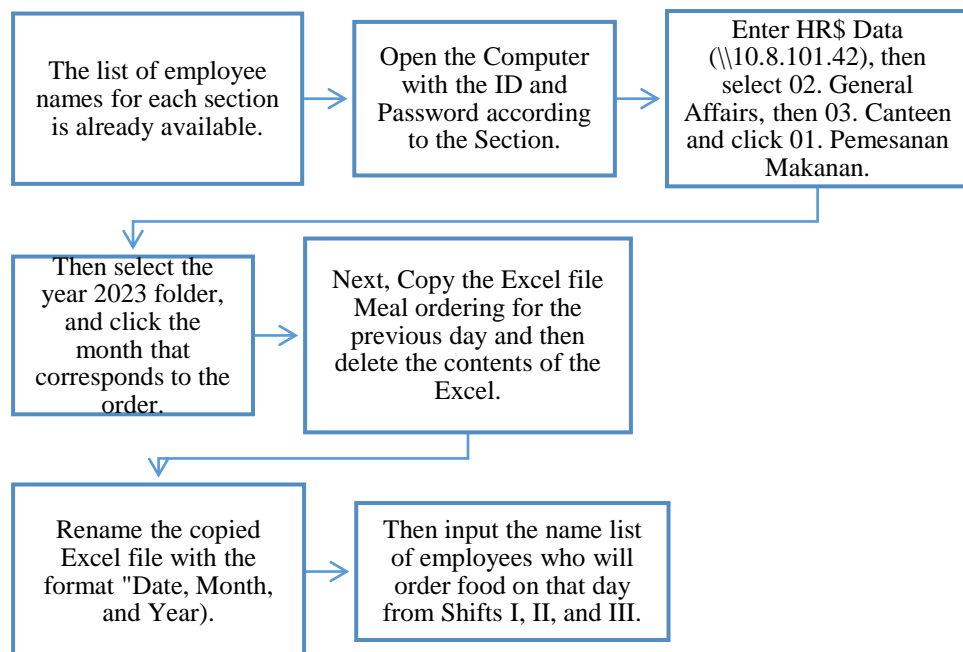 The list of employee
names for each section
is already available.
Open the Computer
with the ID and
Password according
to the Section.
Enter HR$ Data
(\\10.8.101.42), then
select 02. General
Affairs, then 03. Canteen
and click 01. Pemesanan
Makanan.
Then select the
year 2023 folder,
and click the
month that
corresponds to the
order.
Next, Copy the Excel file
Meal ordering for the
previous day and then
delete the contents of the
Excel.
Rename the copied
Excel file with the
format "Date, Month,
and Year).
Then input the name list
of employees who will
order food on that day
from Shifts I, II, and III.